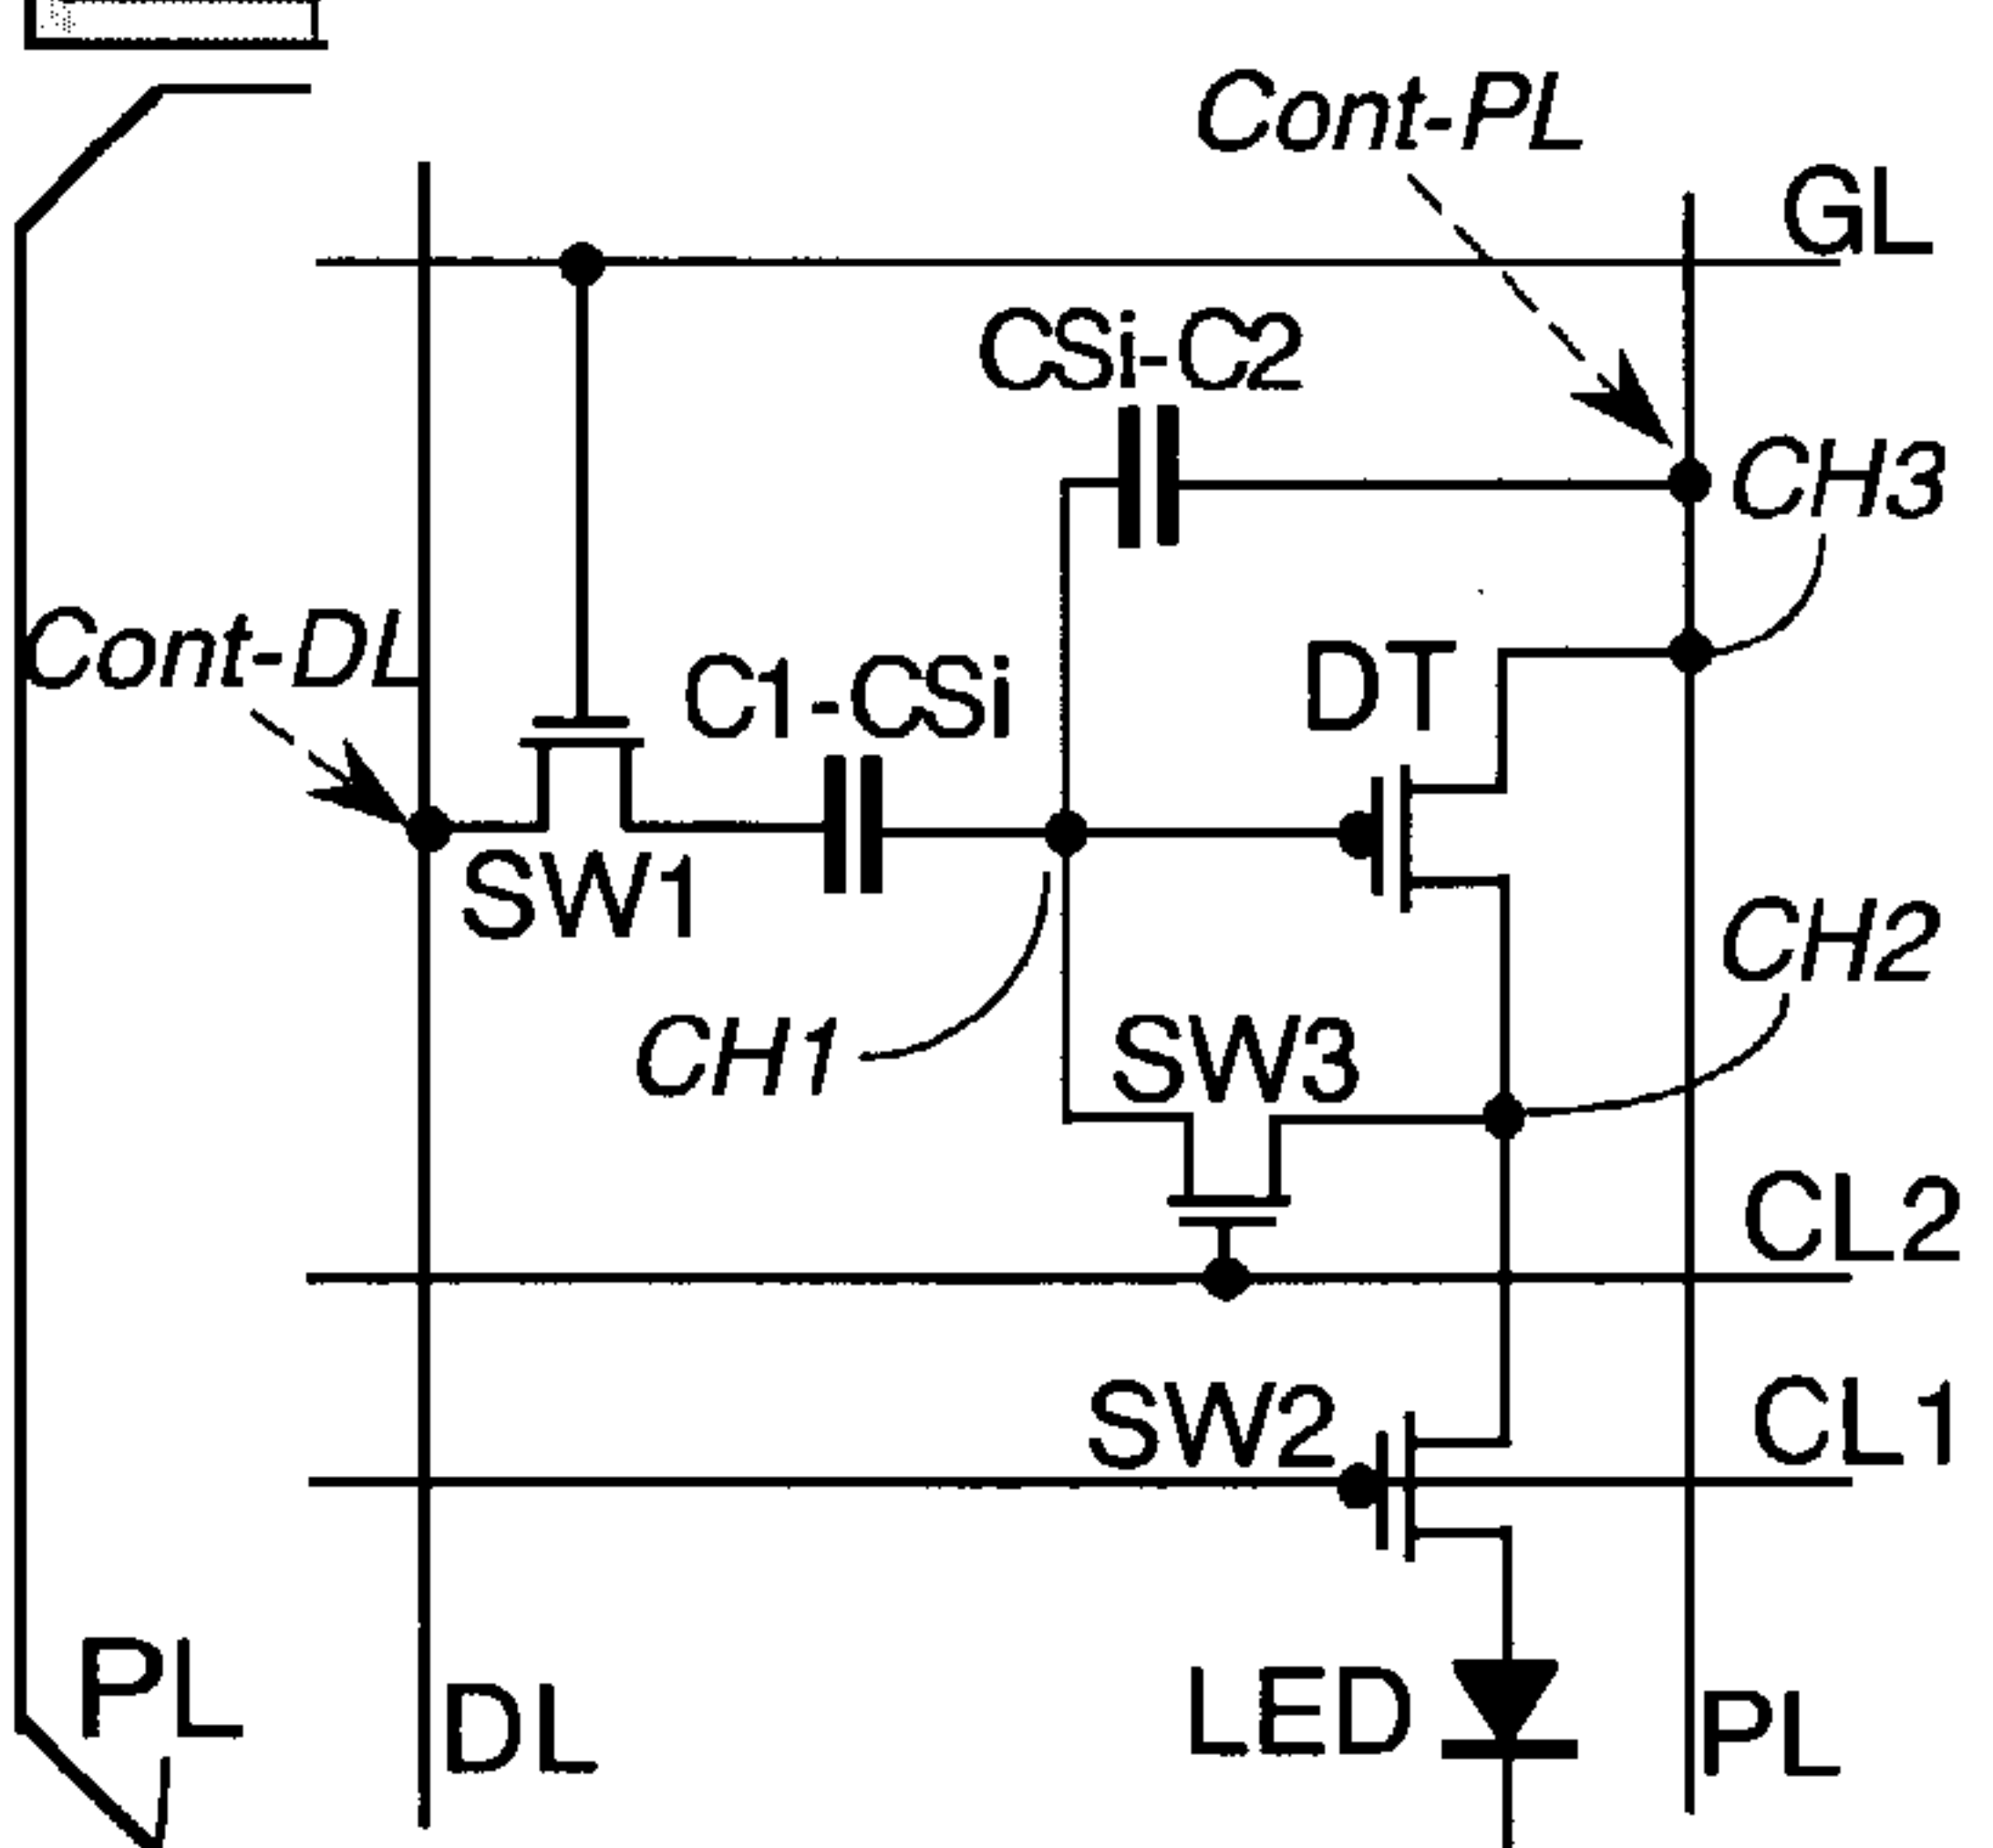 Cont-PL
GL
CSi-C2
CH3
Cont-DL
C1-CSi
DT
SW1
CH2
CH1
SW3
CL2
SW2
CL1
PL
DL
LED
PL